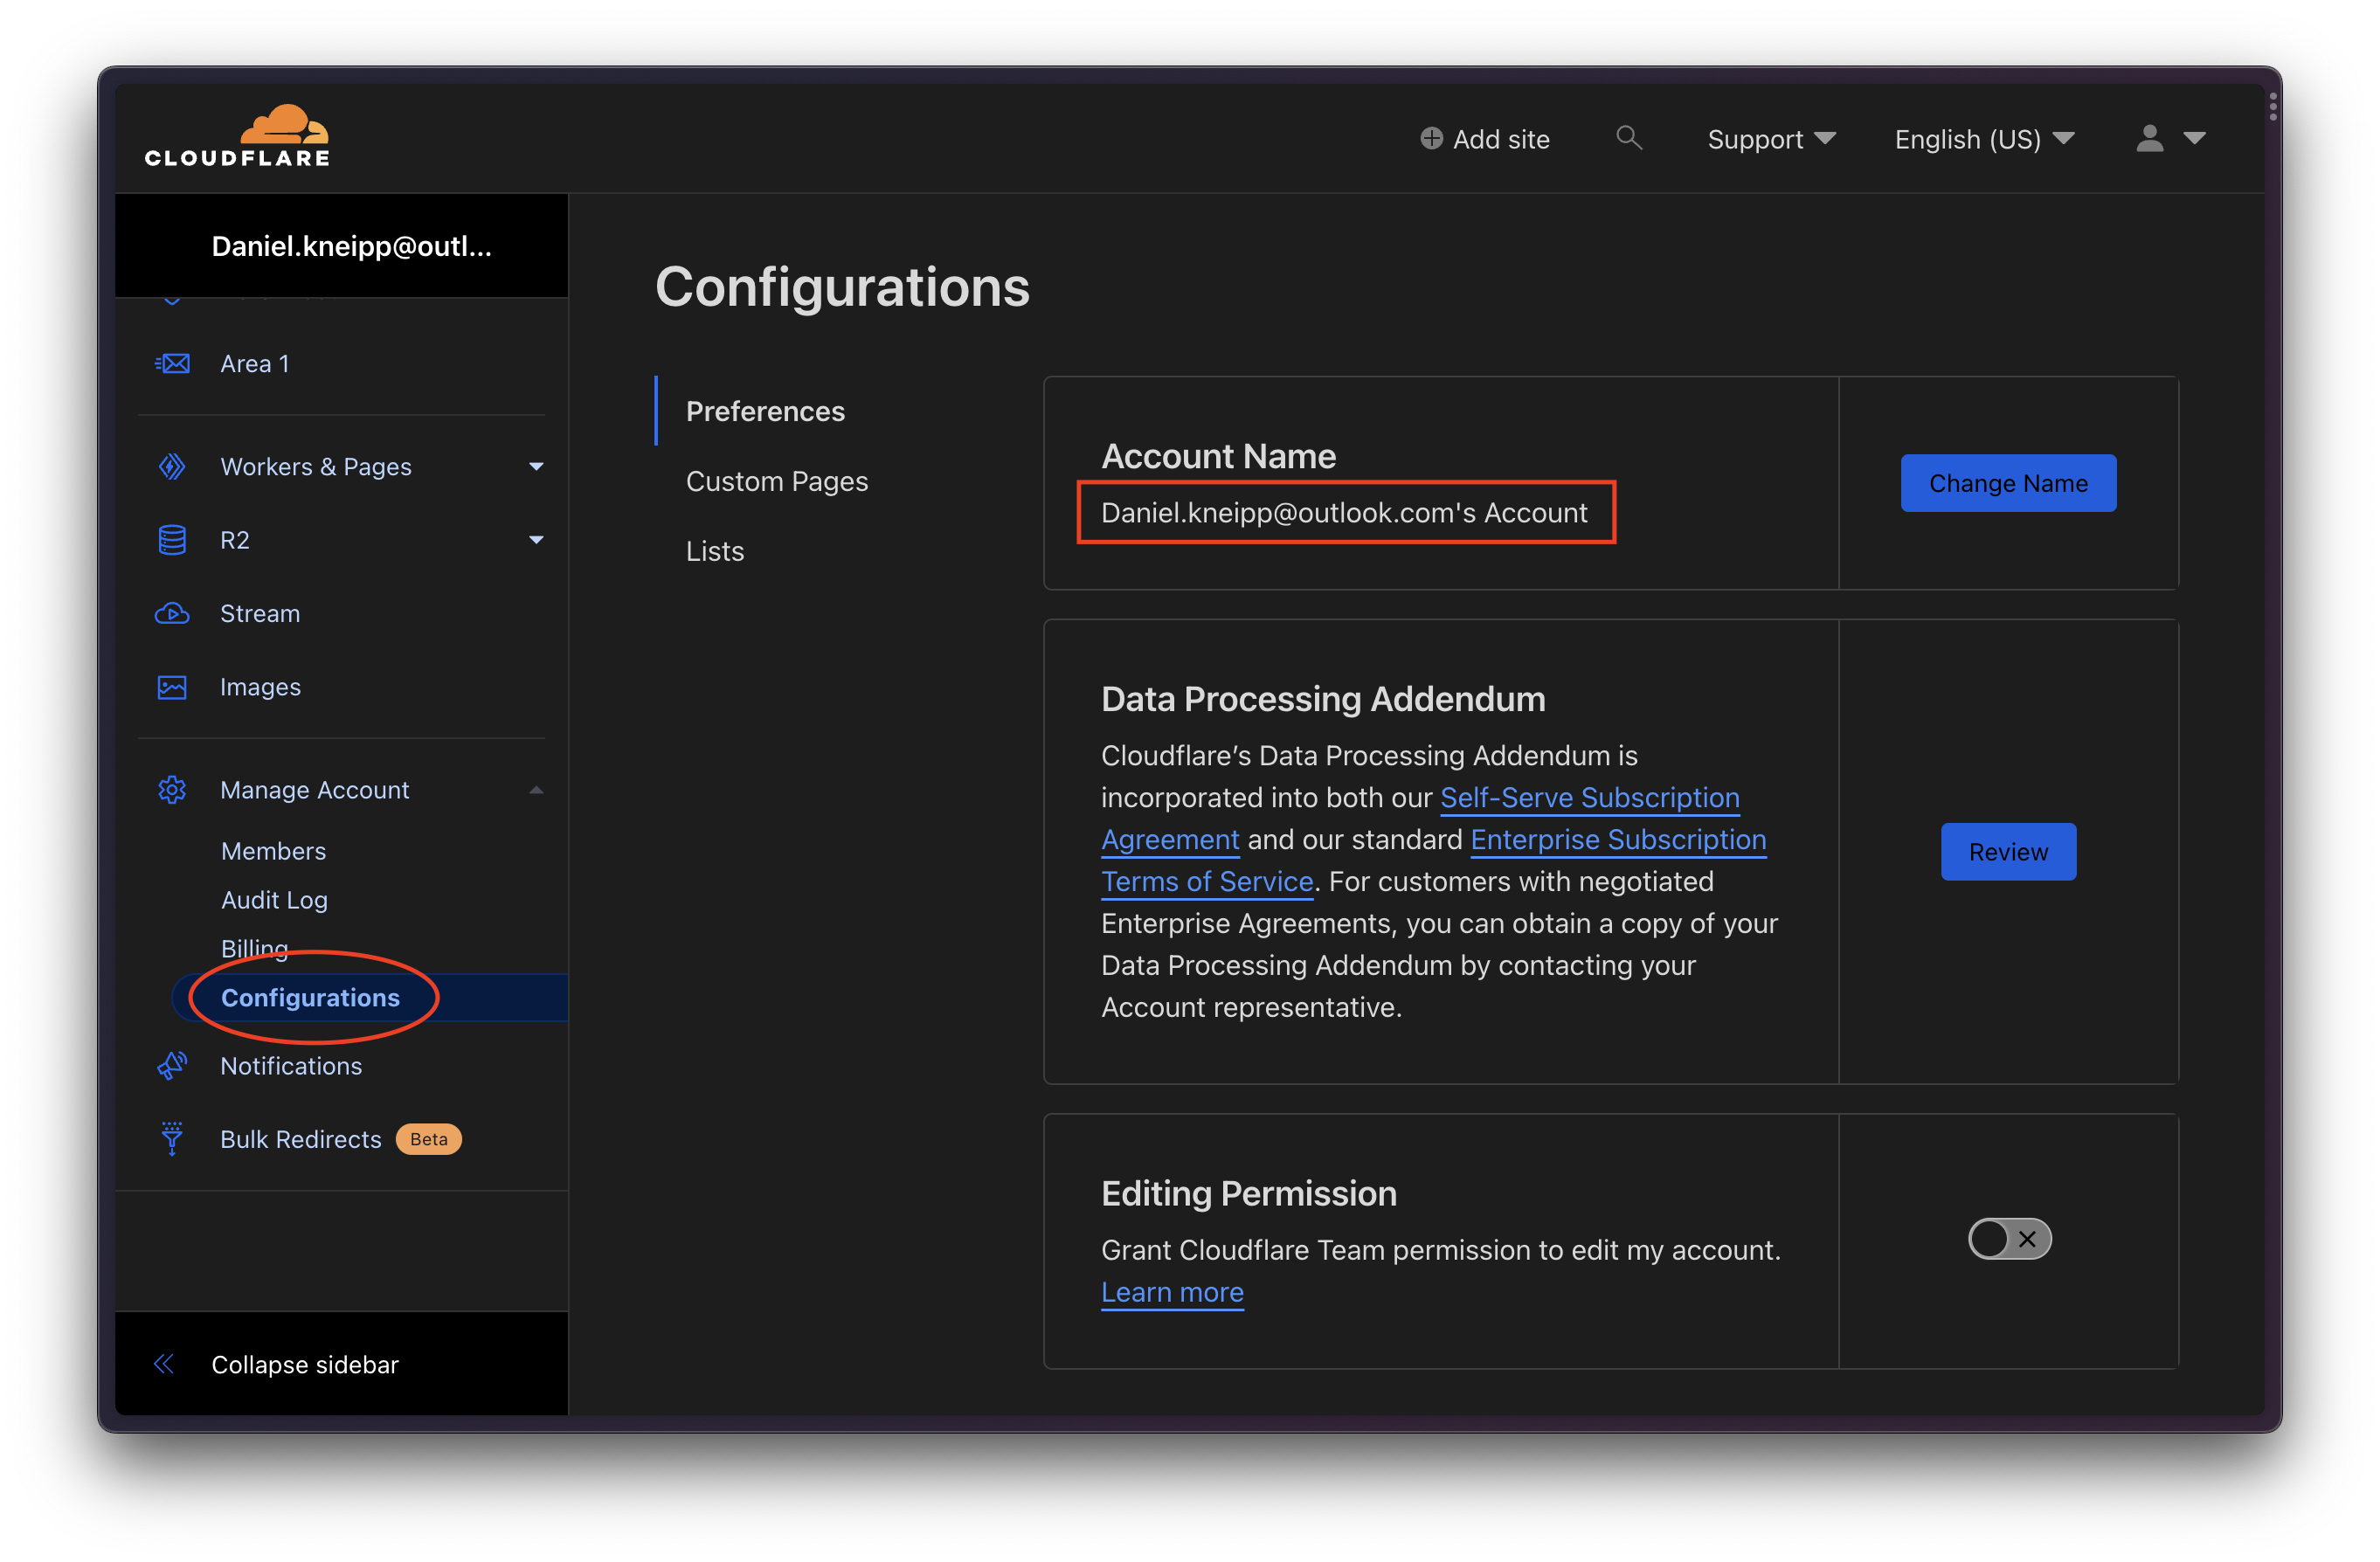 CLOUDFLARE
Add site
Support
English (US)
Daniel.kneipp@outl...
Area 1
Workers & Pages
R2
Stream
Images
Manage Account
Members
Audit Log
Billing
Configurations
Notifications
Bulk Redirects Beta
Collapse sidebar
Configurations
Preferences
Custom Pages
Lists
Account Name
Daniel.kneipp@outlook.com's Account
Change Name
Data Processing Addendum
Cloudflare’s Data Processing Addendum is
incorporated into both our Self-Serve Subscription
Agreement and our standard Enterprise Subscription
Terms of Service. For customers with negotiated
Enterprise Agreements, you can obtain a copy of your
Data Processing Addendum by contacting your
Account representative.
Review
Editing Permission
Grant Cloudflare Team permission to edit my account.
Learn more